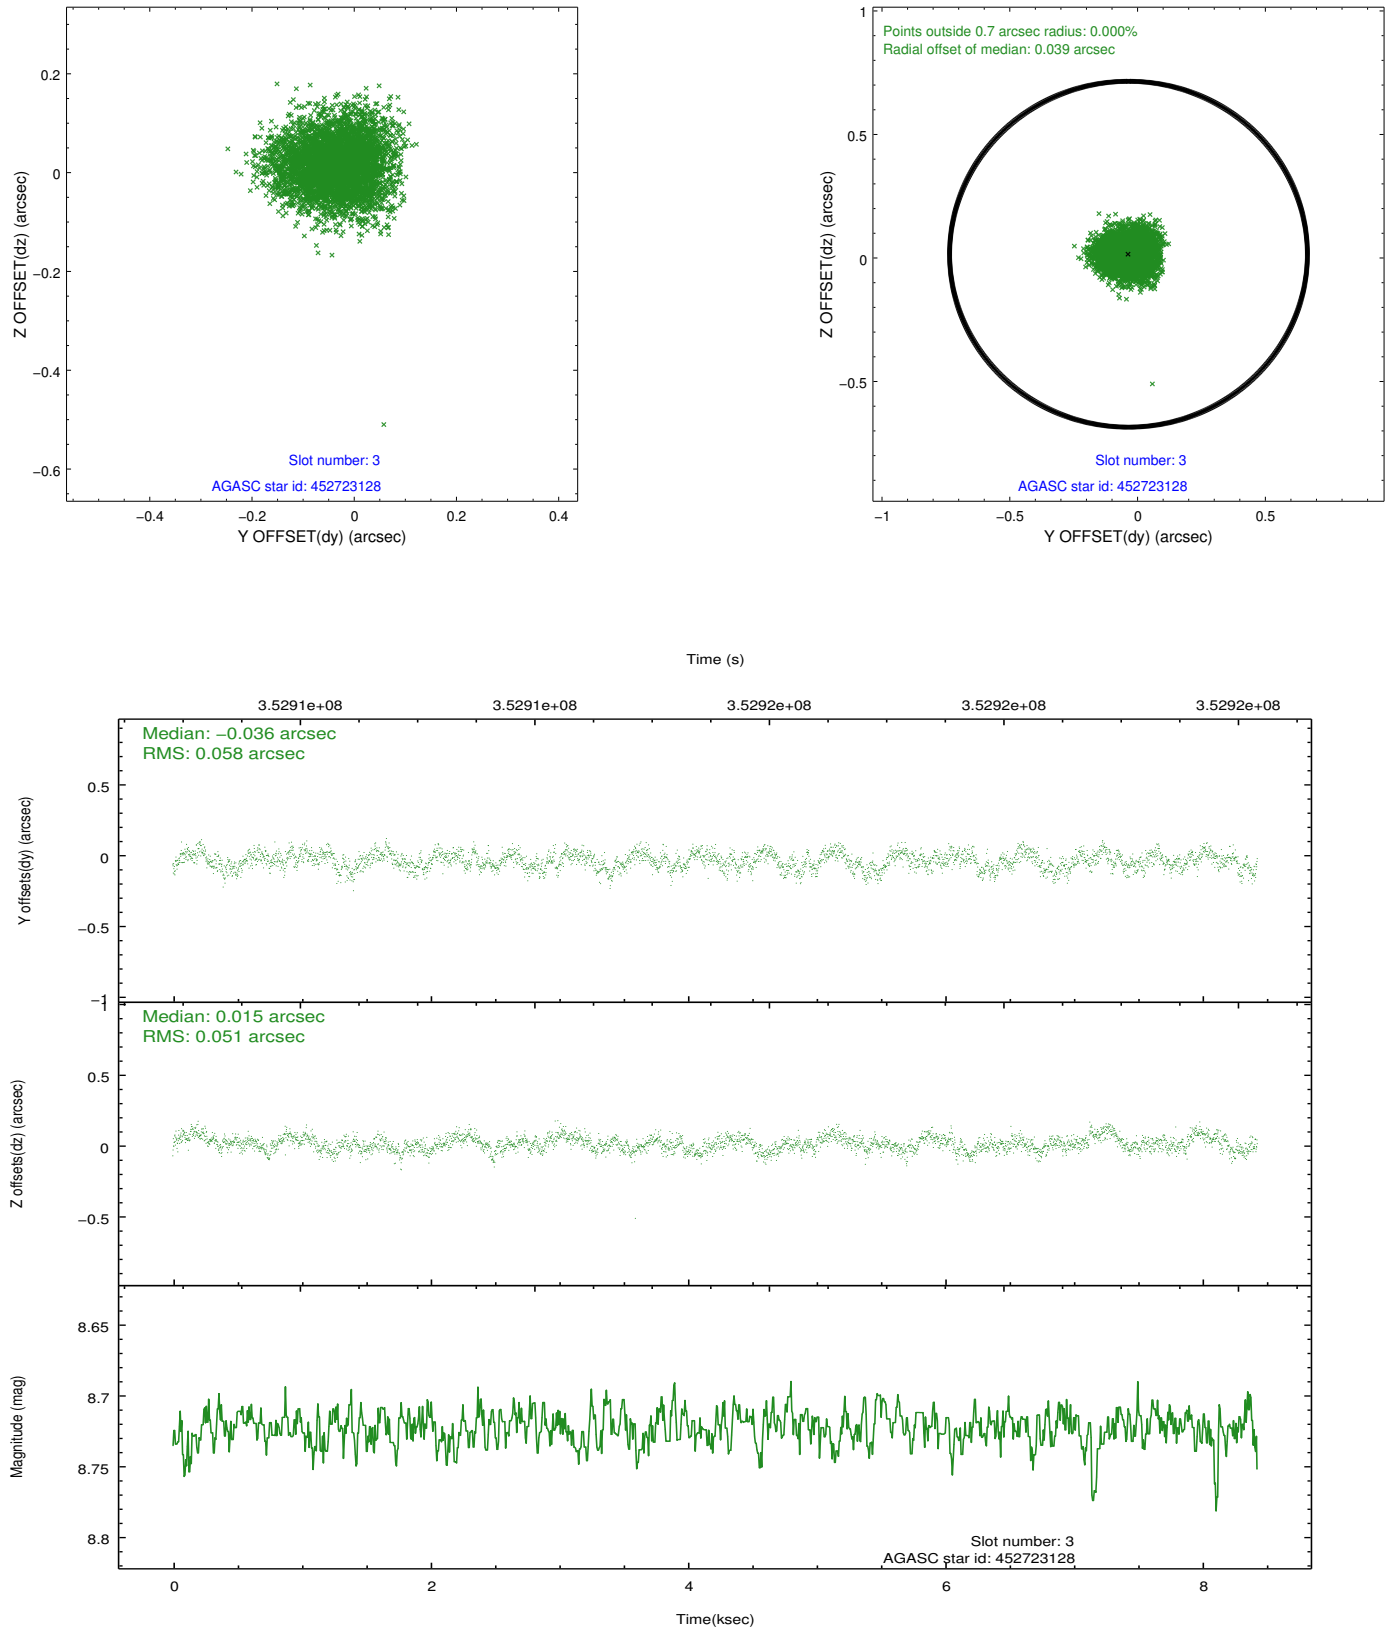 0.2
0
−0.2
−0.4
−0.6
Z OFFSET(dz) (arcsec)
Slot number: 3
AGASC star id: 452723128
−0.4
−0.2
0
0.2
0.4
Y OFFSET(dy) (arcsec)
1
0.5
0
−0.5
Z OFFSET(dz) (arcsec)
Points outside 0.7 arcsec radius: 0.000%
Radial offset of median: 0.039 arcsec
Slot number: 3
AGASC star id: 452723128
−1
−0.5
0
0.5
Y OFFSET(dy) (arcsec)
Time (s)
3.5291e+08
3.5291e+08
3.5292e+08
3.5292e+08
3.5292e+08
Median: −0.036 arcsec
RMS: 0.058 arcsec
0.5
0
−0.5
−1
Y offsets(dy) (arcsec)
1
Median: 0.015 arcsec
RMS: 0.051 arcsec
0.5
0
−0.5
Z offsets(dz) (arcsec)
8.65
8.7
8.75
8.8
Magnitude (mag)
Slot number: 3
AGASC star id: 452723128
0
2
4
6
8
Time(ksec)